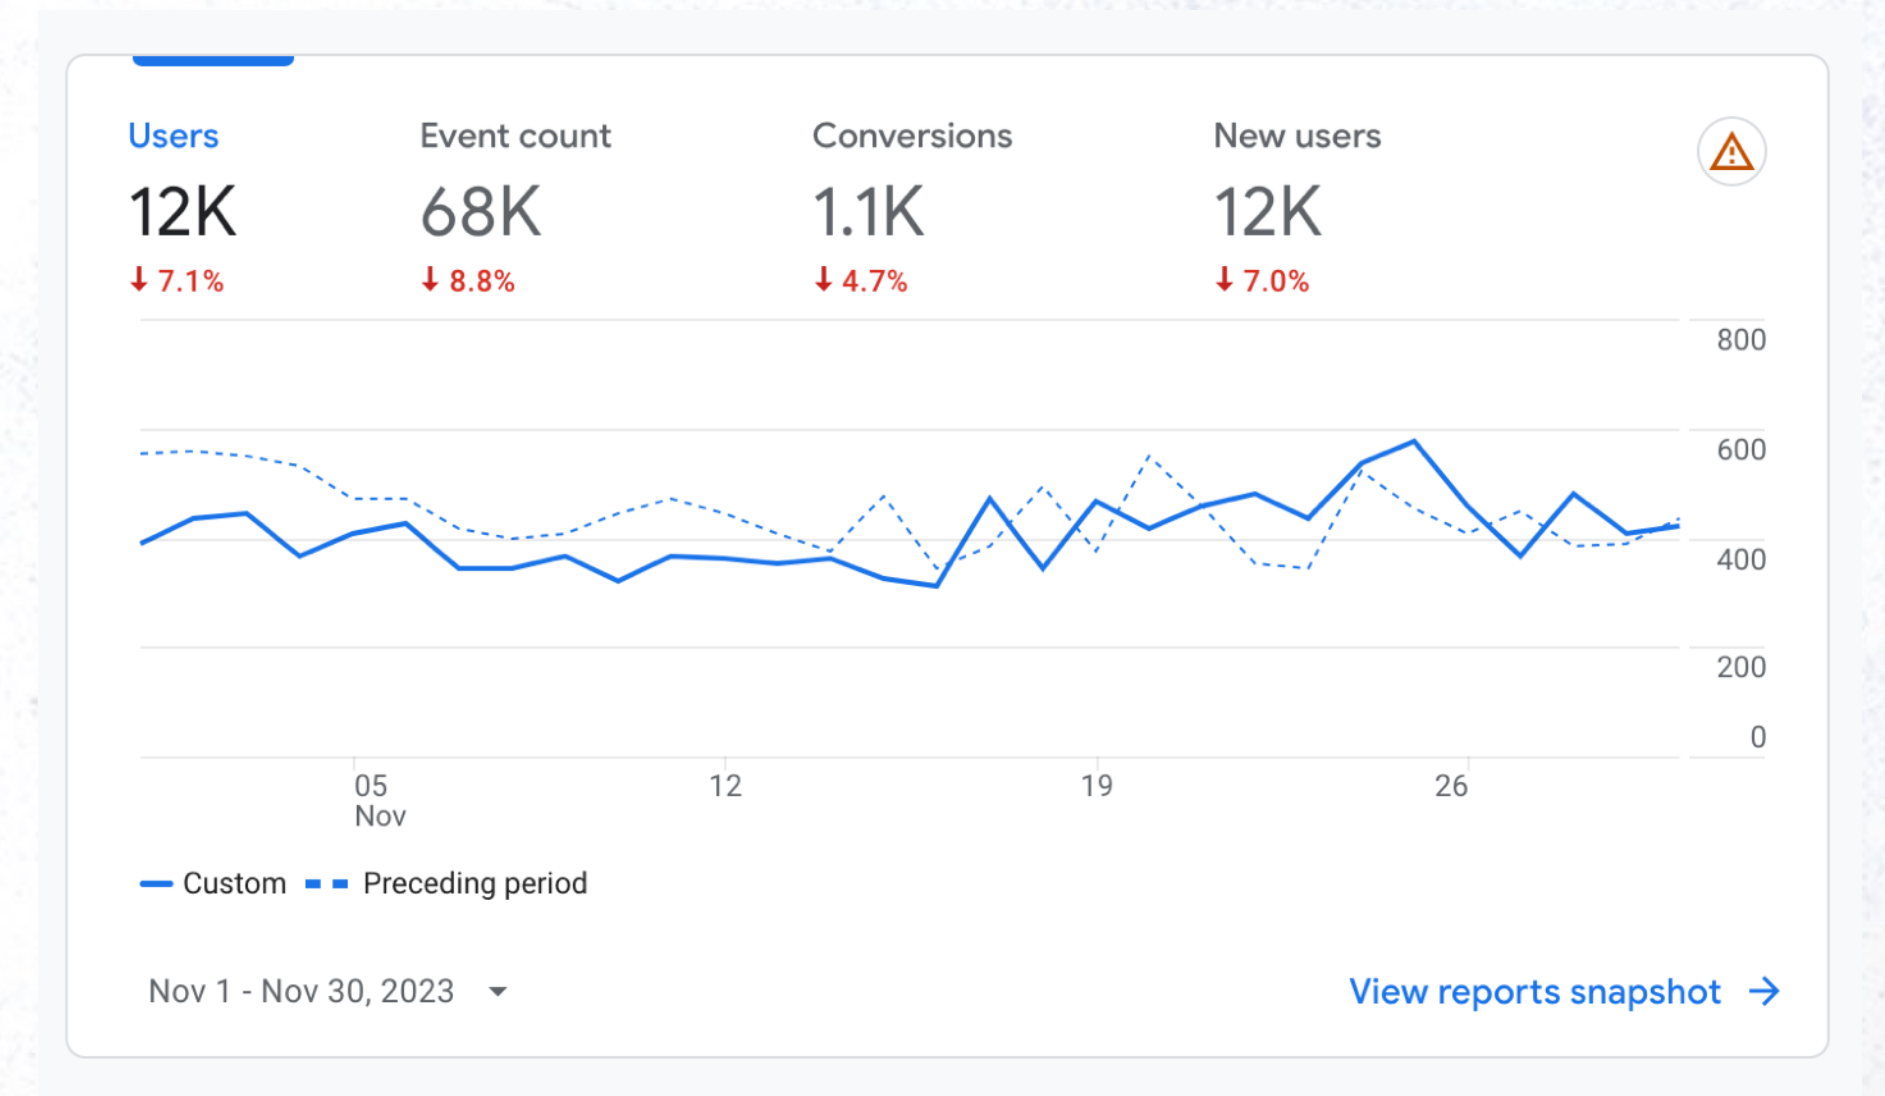 Users Event count Conversions New users
12K 68K 1.1K 12K
↓ 7.1% ↓ 8.8% ↓ 4.7% ↓ 7.0%
800
600
400
200
0
05 12 19 26
Nov
Custom Preceding period
Nov 1 - Nov 30, 2023 View reports snapshot →